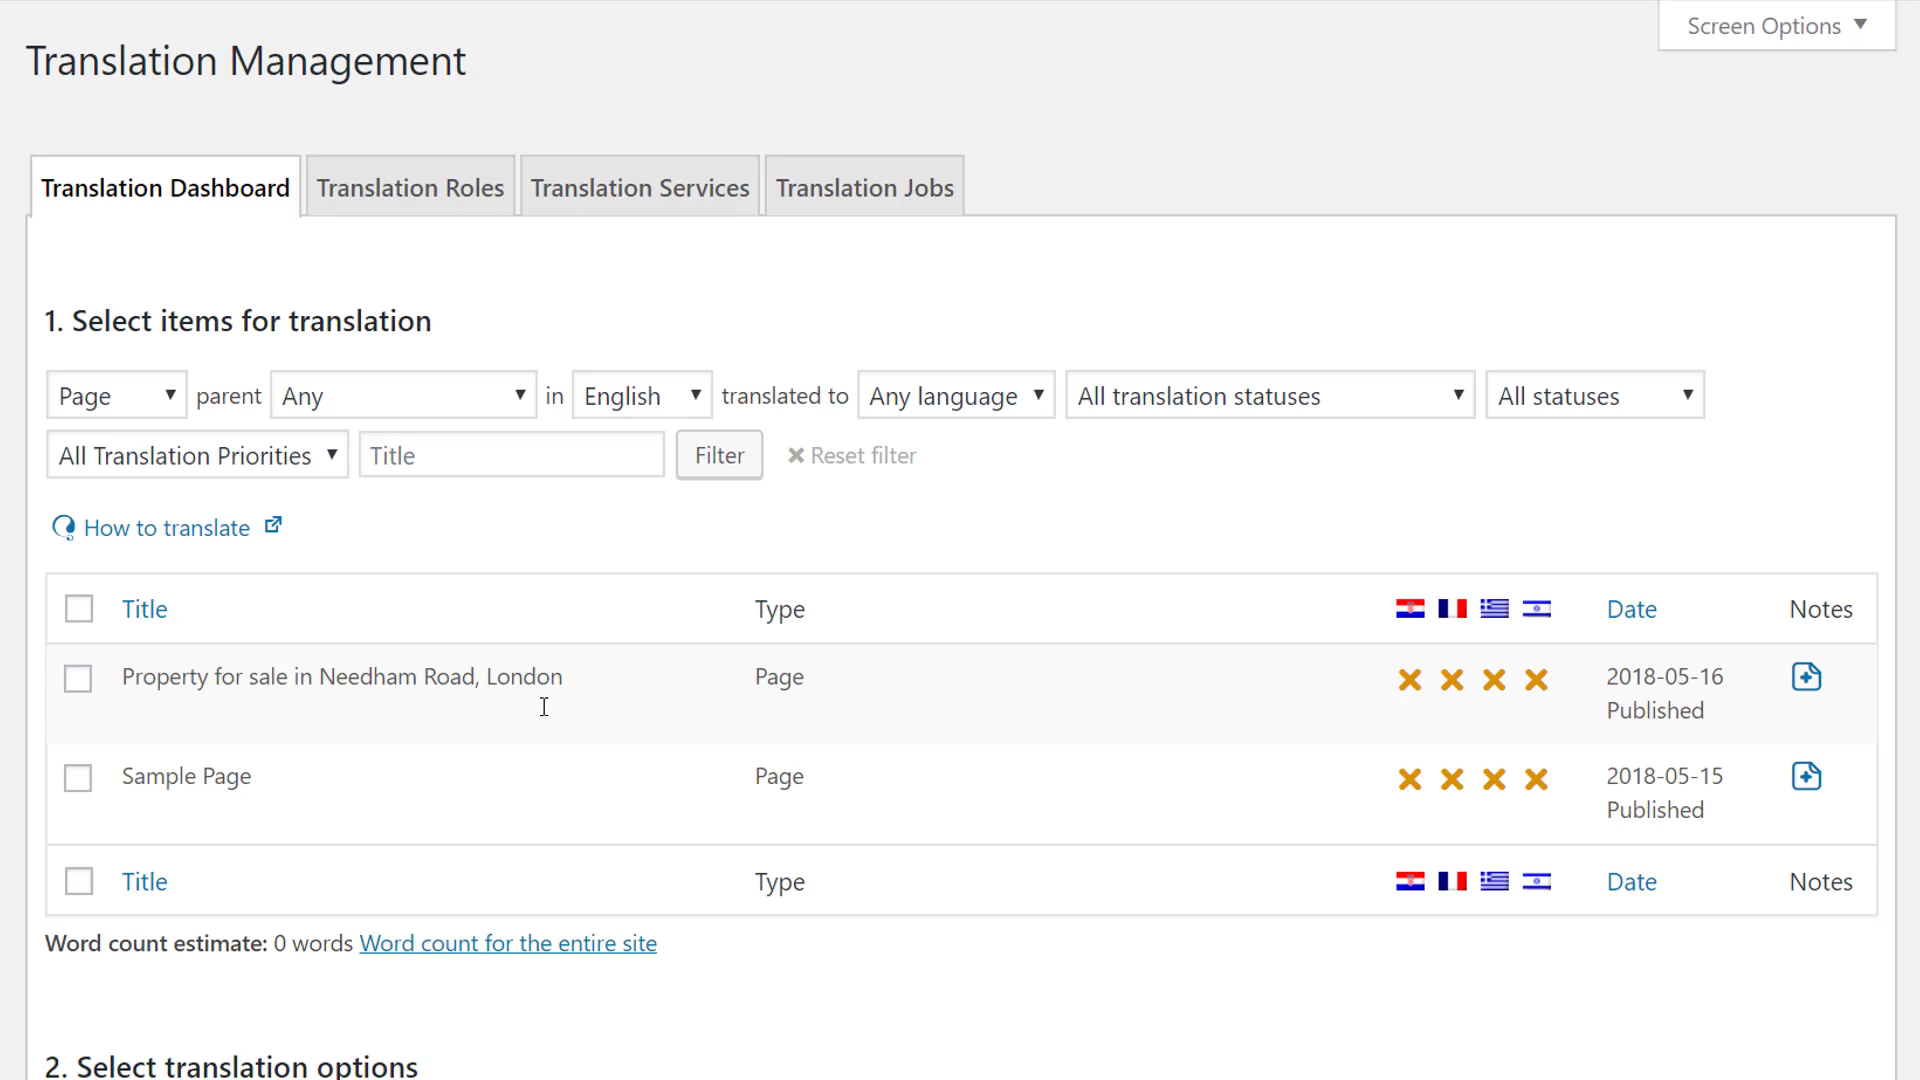 Screen Options
Translation Management
Translation Dashboard Translation Roles Translation Services Translation Jobs
1. Select items for translation
Page parent Any in English translated to Any language All translation statuses All statuses
All Translation Priorities Title Filter Reset filter
How to translate
Title Type Date Notes
Property for sale in Needham Road, London Page 2018-05-16
Published
Sample Page Page 2018-05-15
Published
Title Type Date Notes
Word count estimate: 0 words Word count for the entire site
2. Select translation options